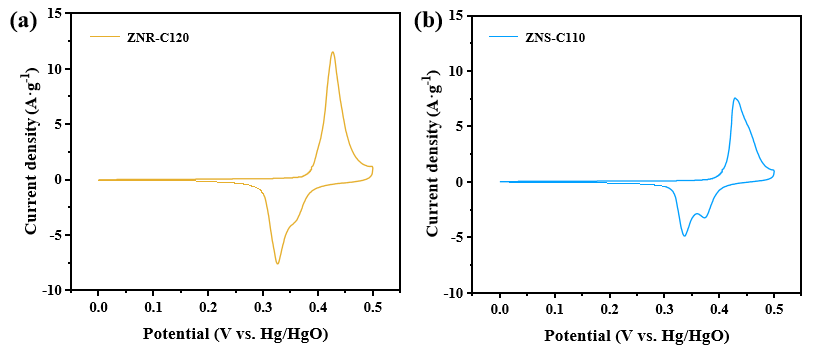 (a)
ZNR-C120
Current density (A·g⁻¹)
15
10
5
0
-5
-10
0.0 0.1 0.2 0.3 0.4 0.5
Potential (V vs. Hg/HgO)
(b)
ZNS-C110
Current density (A·g⁻¹)
15
10
5
0
-5
-10
0.0 0.1 0.2 0.3 0.4 0.5
Potential (V vs. Hg/HgO)